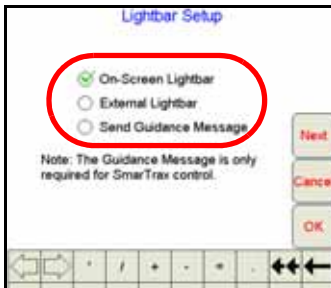 Lightbar Setup
On-Screen Lightbar
External Lightbar
Send Guidance Message
Note: The Guidance Message is only
required for SmarTrax control.
Next
Cancel
OK
' / + - = .